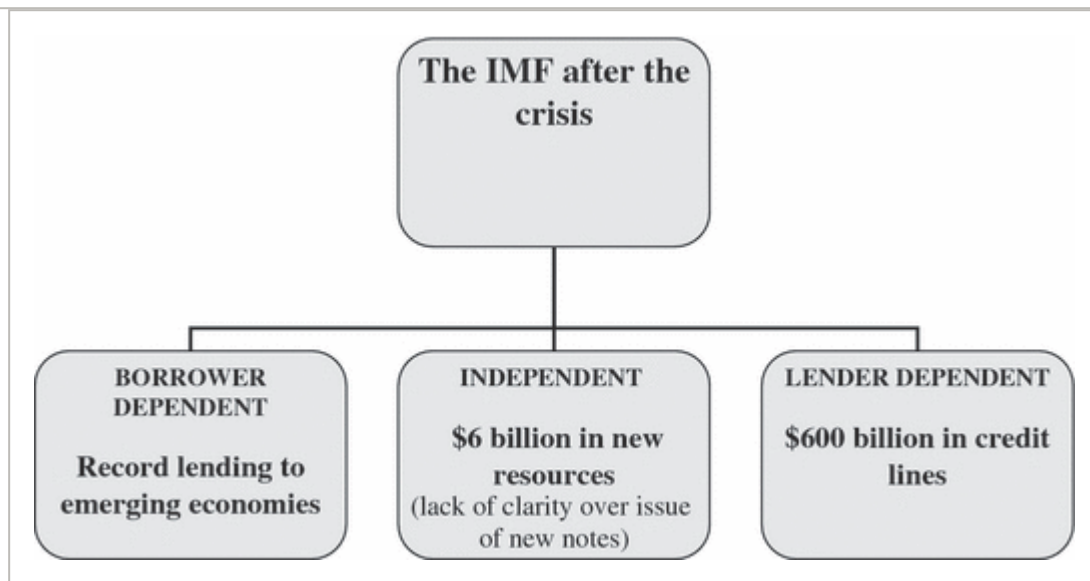 The IMF after the
crisis
BORROWER
DEPENDENT
Record lending to
emerging economies
INDEPENDENT
$6 billion in new
resources
(lack of clarity over issue
of new notes)
LENDER DEPENDENT
$600 billion in credit
lines